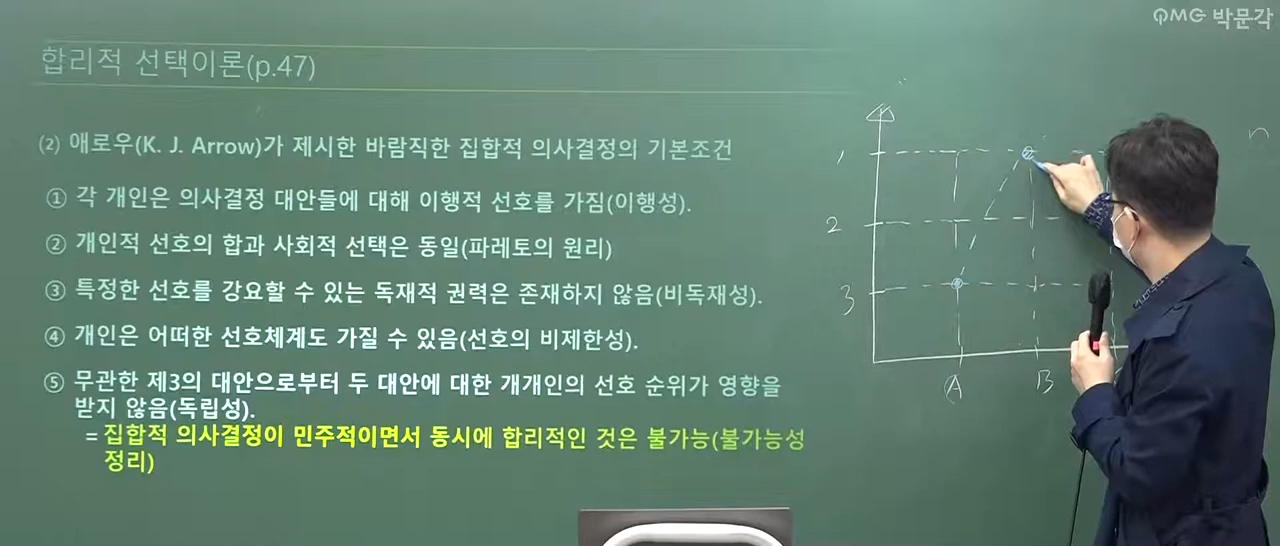 PMG 박문각
합리적 선택이론(p.47)
⑵ 애로우(K. J. Arrow)가 제시한 바람직한 집합적 의사결정의 기본조건
① 각 개인은 의사결정 대안들에 대해 이행적 선호를 가짐(이행성).
② 개인적 선호의 합과 사회적 선택은 동일(파레토의 원리)
③ 특정한 선호를 강요할 수 있는 독재적 권력은 존재하지 않음(비독재성).
④ 개인은 어떠한 선호체계도 가질 수 있음(선호의 비제한성).
⑤ 무관한 제3의 대안으로부터 두 대안에 대한 개개인의 선호 순위가 영향을
받지 않음(독립성).
= 집합적 의사결정이 민주적이면서 동시에 합리적인 것은 불가능(불가능성
정리)
1
2
3
A B
n